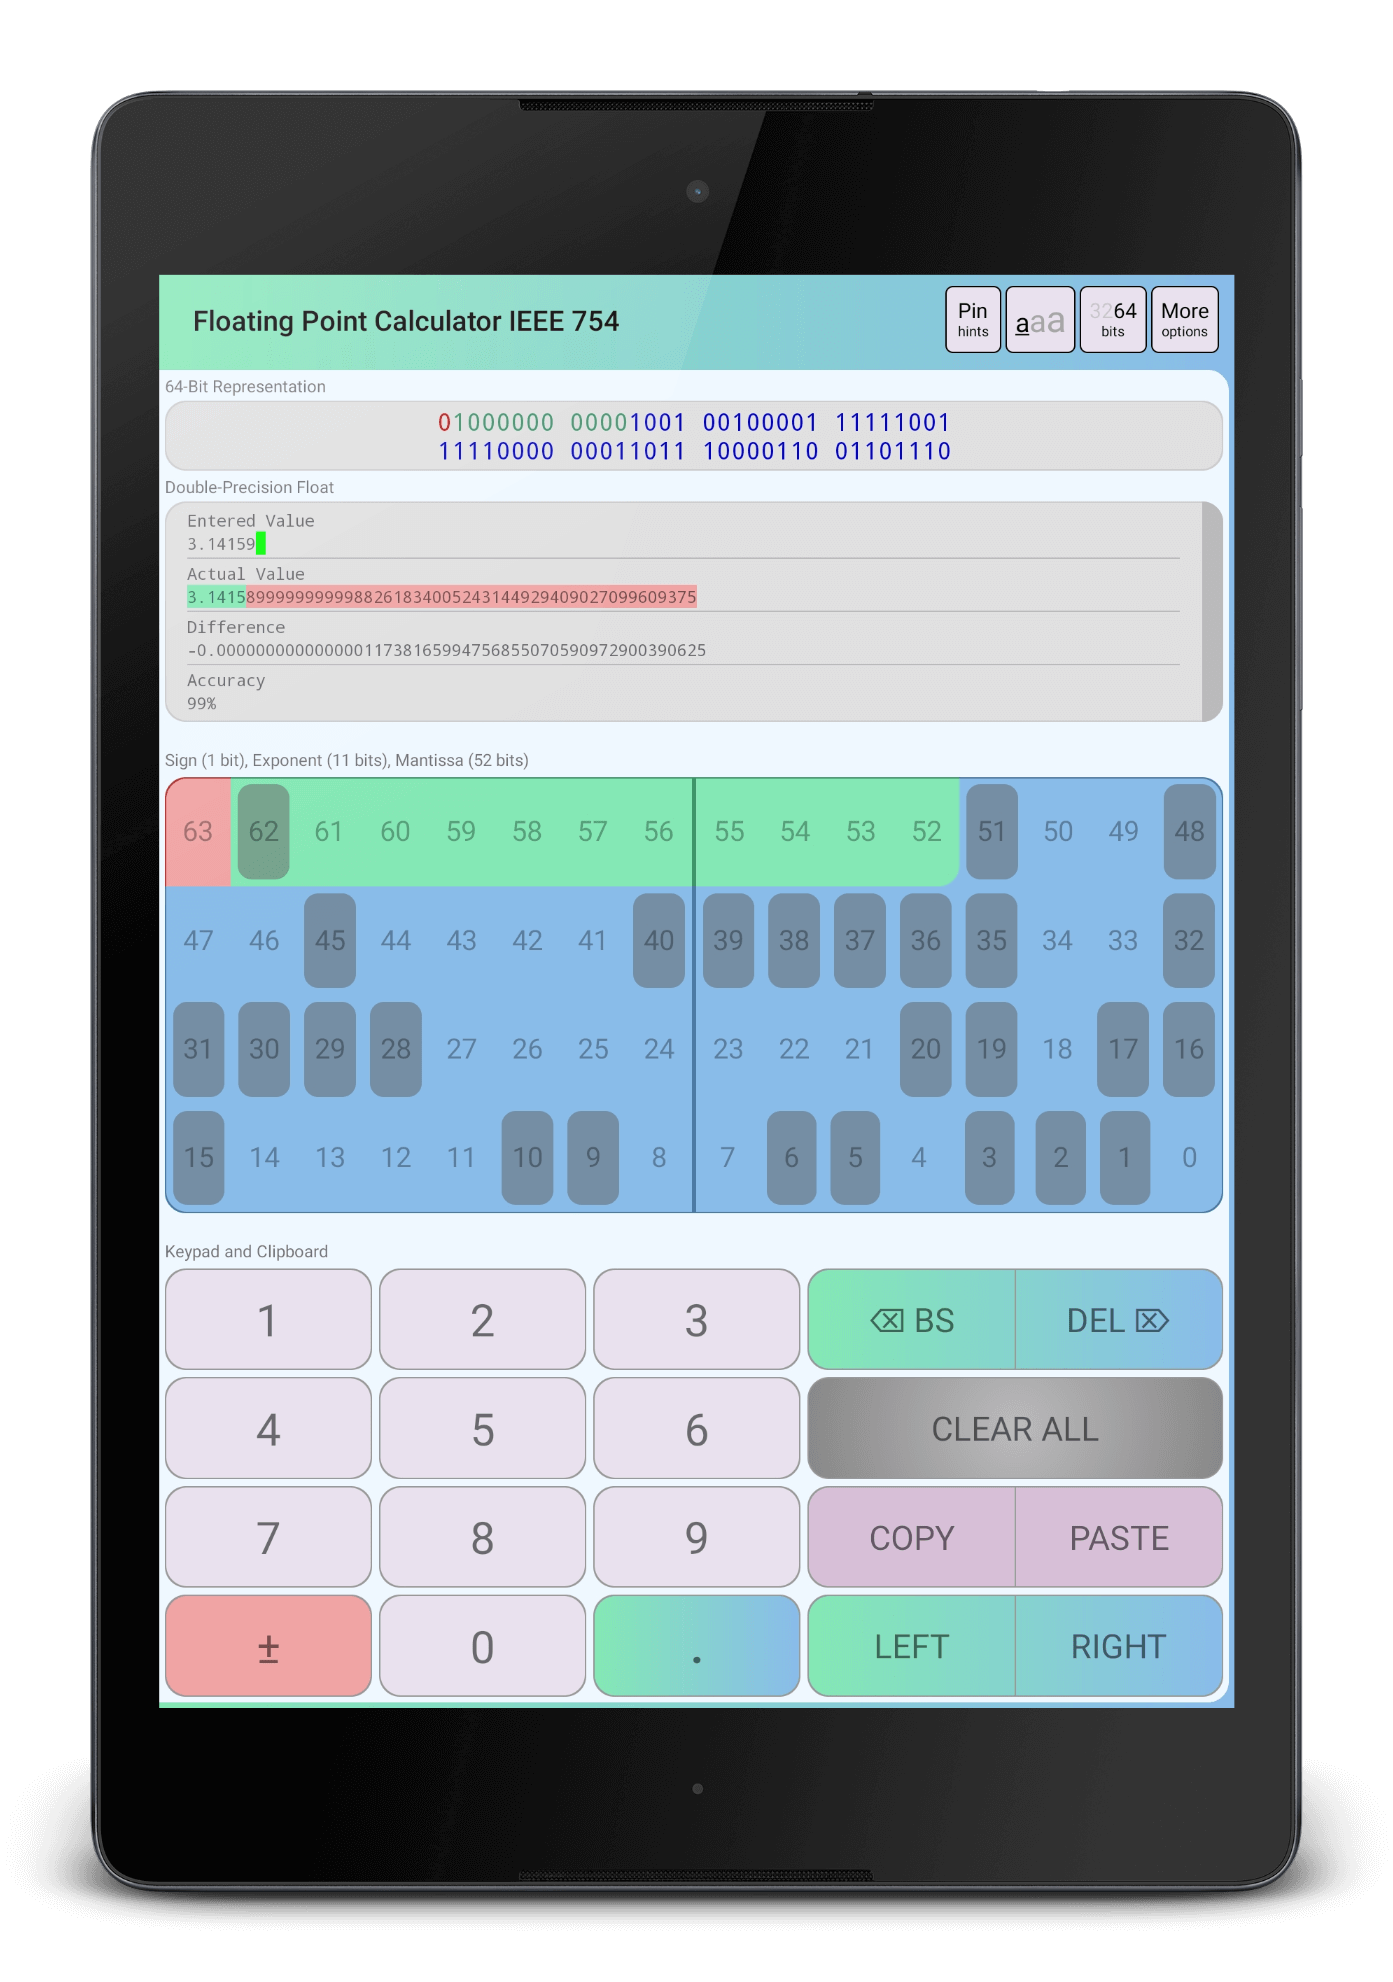 Floating Point Calculator IEEE 754
Pin
hints
aaa
3264
bits
More
options
64-Bit Representation
01000000 00001001 00100001 11111001
11110000 00011011 10000110 01101110
Double-Precision Float
Entered Value
3.14159
Actual Value
3.14158999999999988261834005243144929409027099609375
Difference
-0.00000000000000011738165994756855070590972900390625
Accuracy
99%
Sign (1 bit), Exponent (11 bits), Mantissa (52 bits)
63 62 61 60 59 58 57 56 55 54 53 52 51 50 49 48
47 46 45 44 43 42 41 40 39 38 37 36 35 34 33 32
31 30 29 28 27 26 25 24 23 22 21 20 19 18 17 16
15 14 13 12 11 10 9 8 7 6 5 4 3 2 1 0
Keypad and Clipboard
1 2 3 ⌫ BS DEL ⌦
4 5 6 CLEAR ALL
7 8 9 COPY PASTE
± 0 . LEFT RIGHT